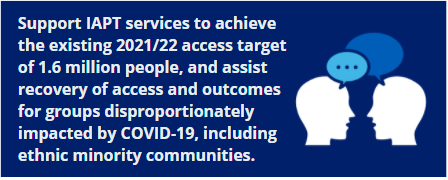 Support IAPT services to achieve
the existing 2021/22 access target
of 1.6 million people, and assist
recovery of access and outcomes
for groups disproportionately
impacted by COVID-19, including
ethnic minority communities.